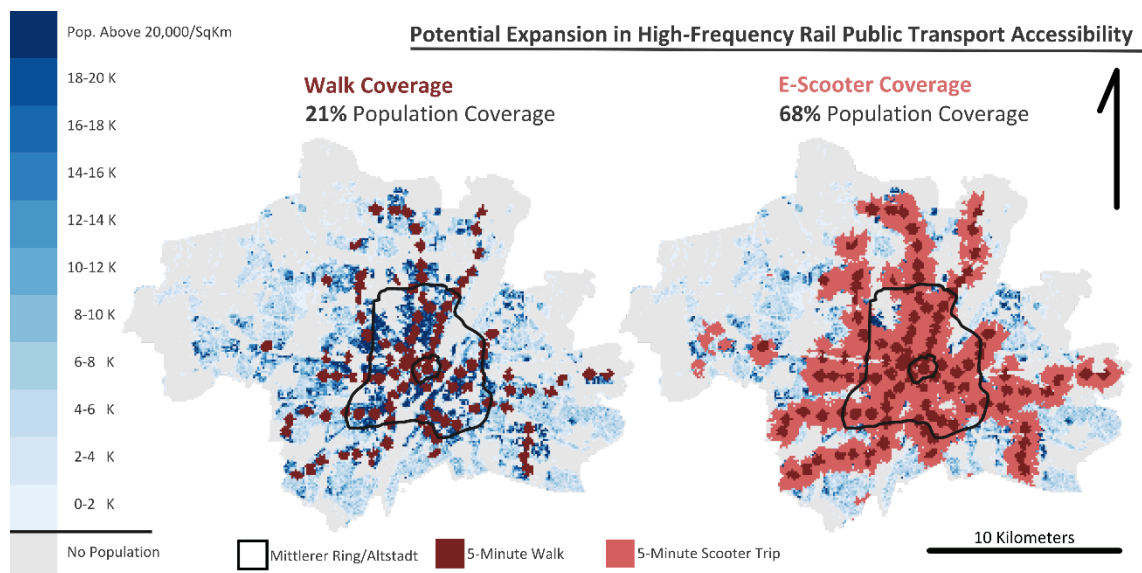 Potential Expansion in High-Frequency Rail Public Transport Accessibility
Pop. Above 20,000/SqKm
18-20 K
16-18 K
14-16 K
12-14 K
10-12 K
8-10 K
6-8 K
4-6 K
2-4 K
0-2 K
No Population
Walk Coverage
21% Population Coverage
E-Scooter Coverage
68% Population Coverage
Mittlerer Ring/Altstadt
5-Minute Walk
5-Minute Scooter Trip
10 Kilometers